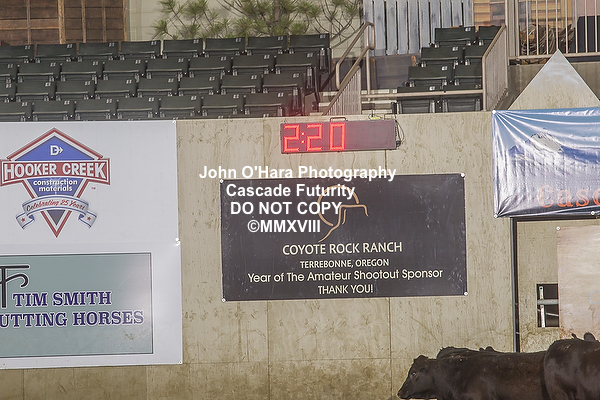 2:20
HOOKER CREEK
construction
materials
Celebrating 25 Years!
TIM SMITH
UTTING HORSES
John O'Hara Photography
Cascade Futurity
DO NOT COPY
©MMXVIII
COYOTE ROCK RANCH
TERREBONNE, OREGON
Year of The Amateur Shootout Sponsor
THANK YOU!
Casc